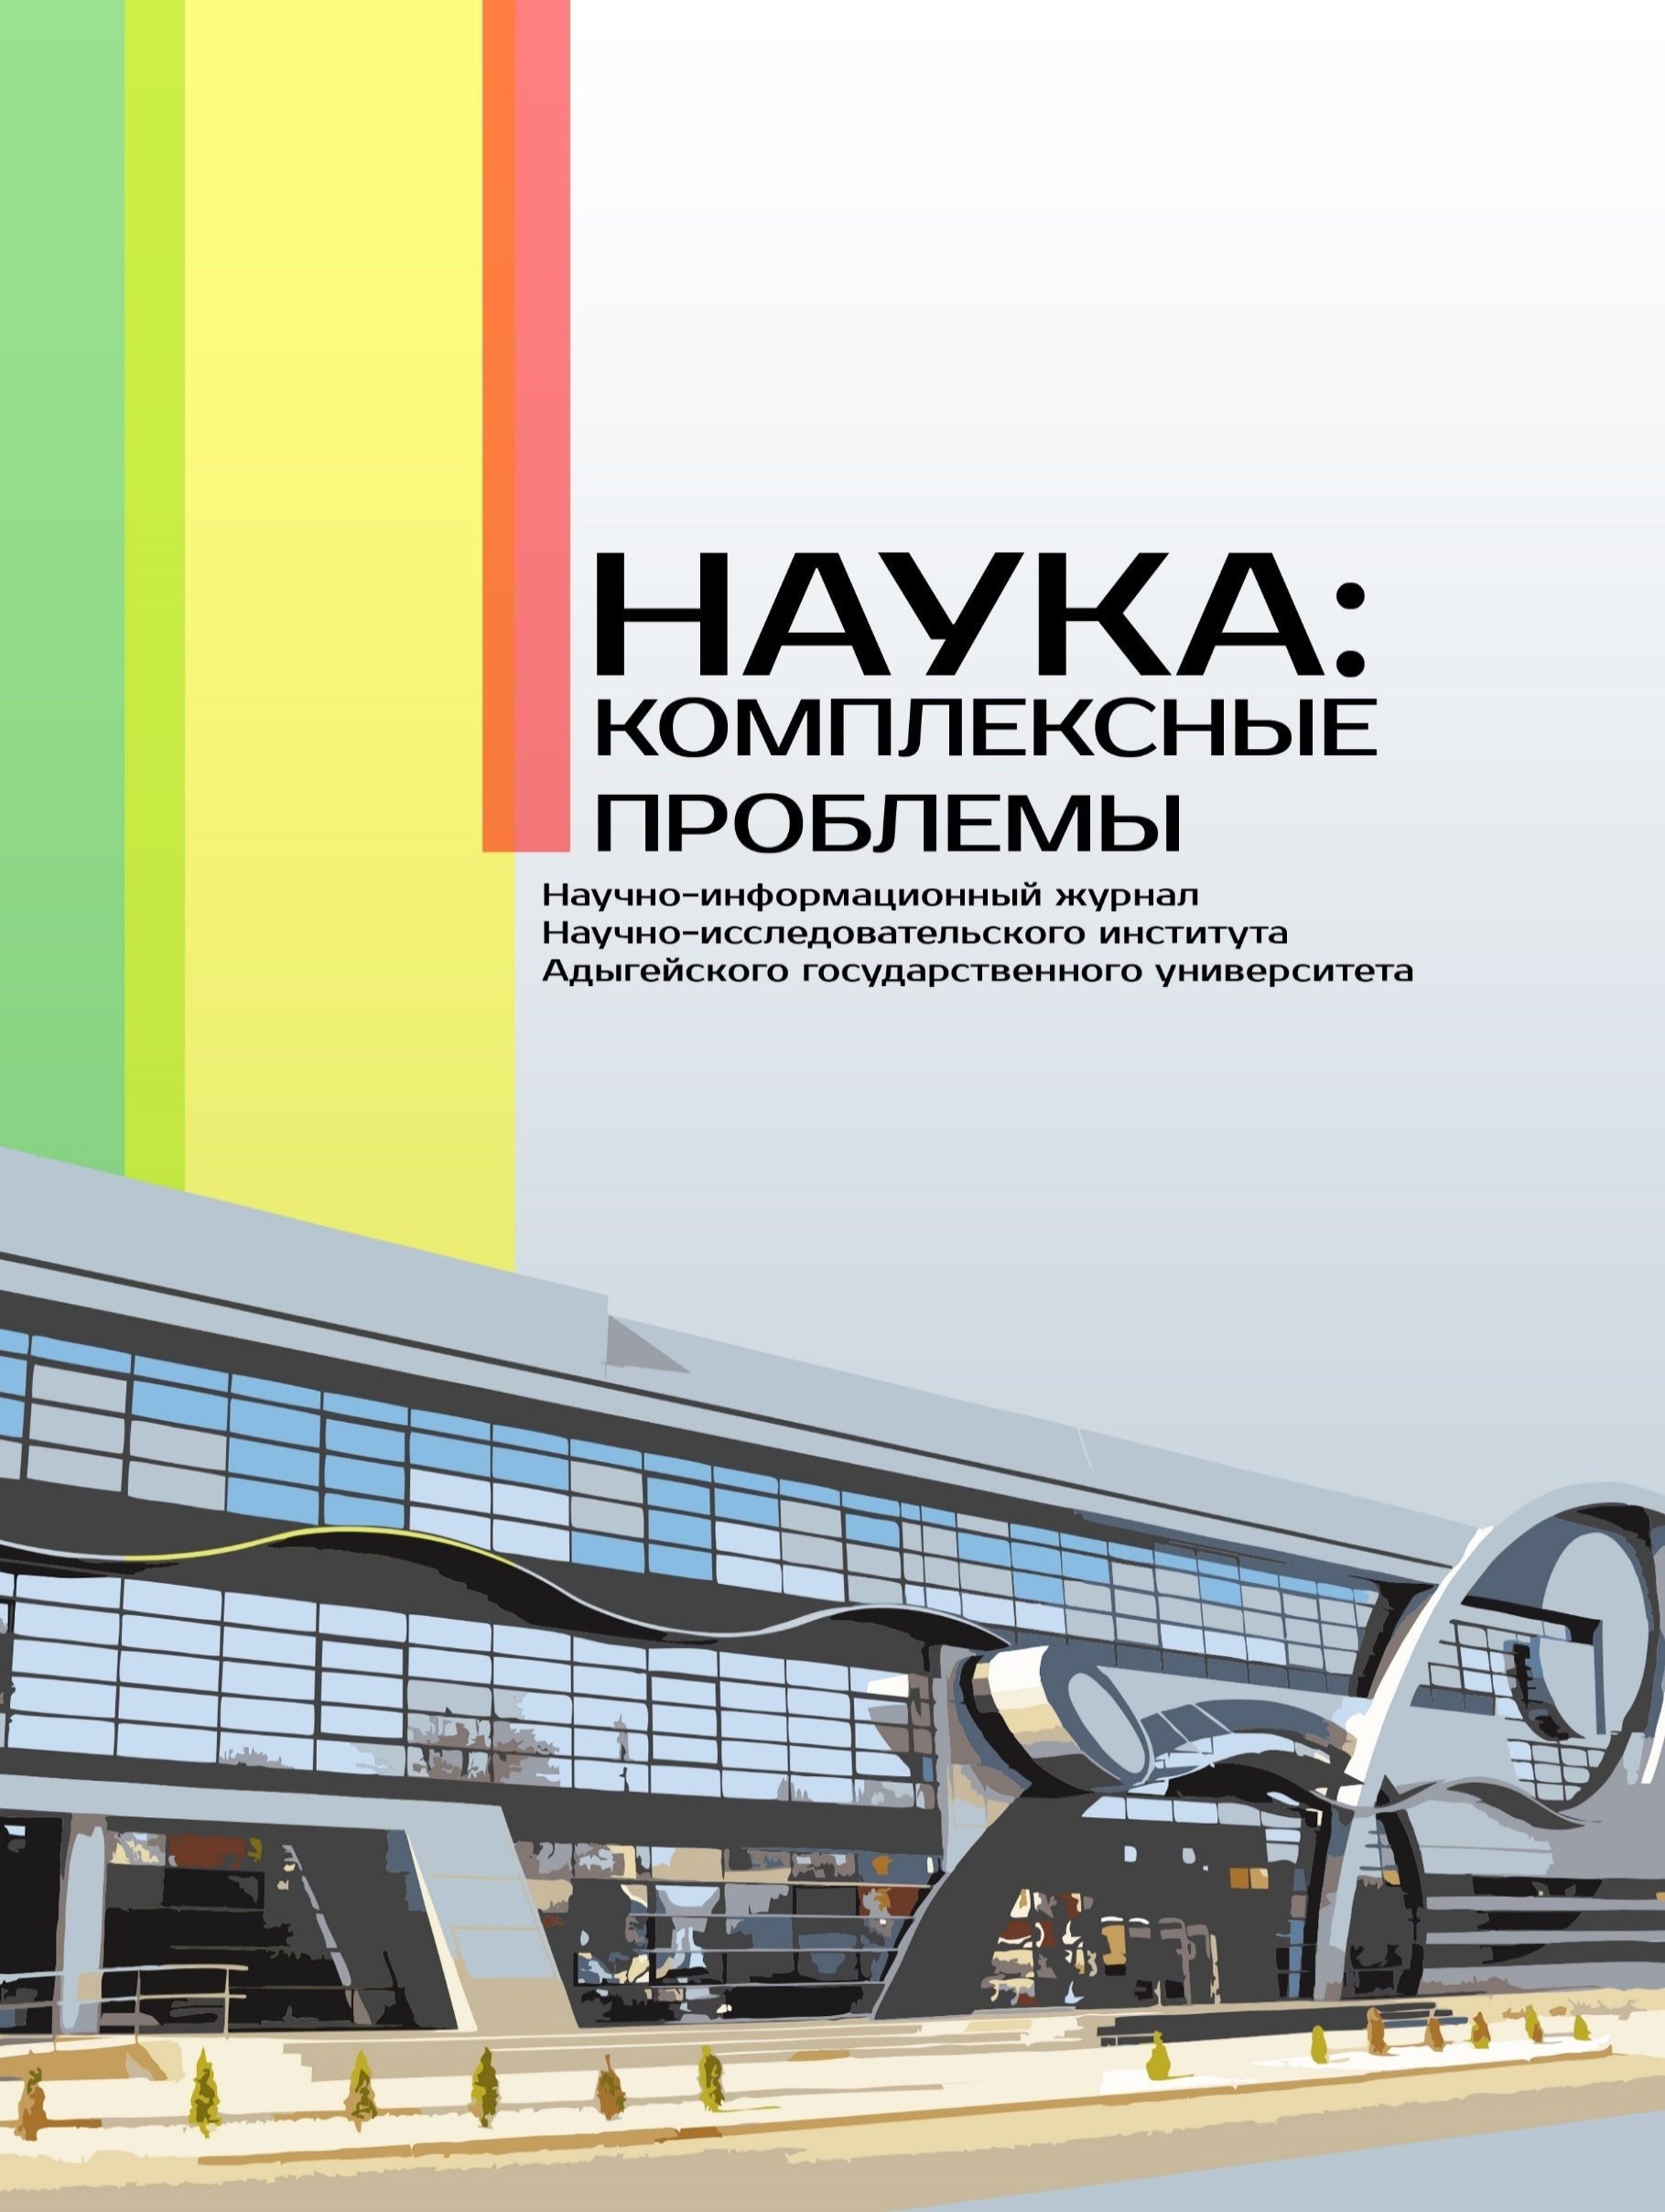 НАУКА:
КОМПЛЕКСНЫЕ
ПРОБЛЕМЫ
Научно-информационный журнал
Научно-исследовательского института
Адыгейского государственного университета